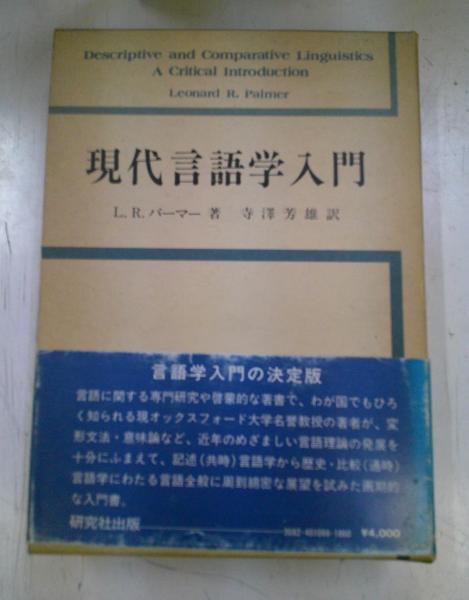 Descriptive and Comparative Linguistics
A Critical Introduction
Leonard R. Palmer
現代言語学入門
L.R.パーマー 著 寺澤芳雄訳
言語学入門の決定版
言語に関する専門研究や啓蒙的な著書で、わが国でもひろ
く知られる現オックスフォード大学名誉教授の著者が、変
形文法・意味論など、近年のめざましい言語理論の発展を
十分にふまえて、記述(共時)言語学から歴史・比較(通時)
言語学にわたる言語全般に周到綿密な展望を試みた画期的
な入門書。
研究社出版
¥4,000